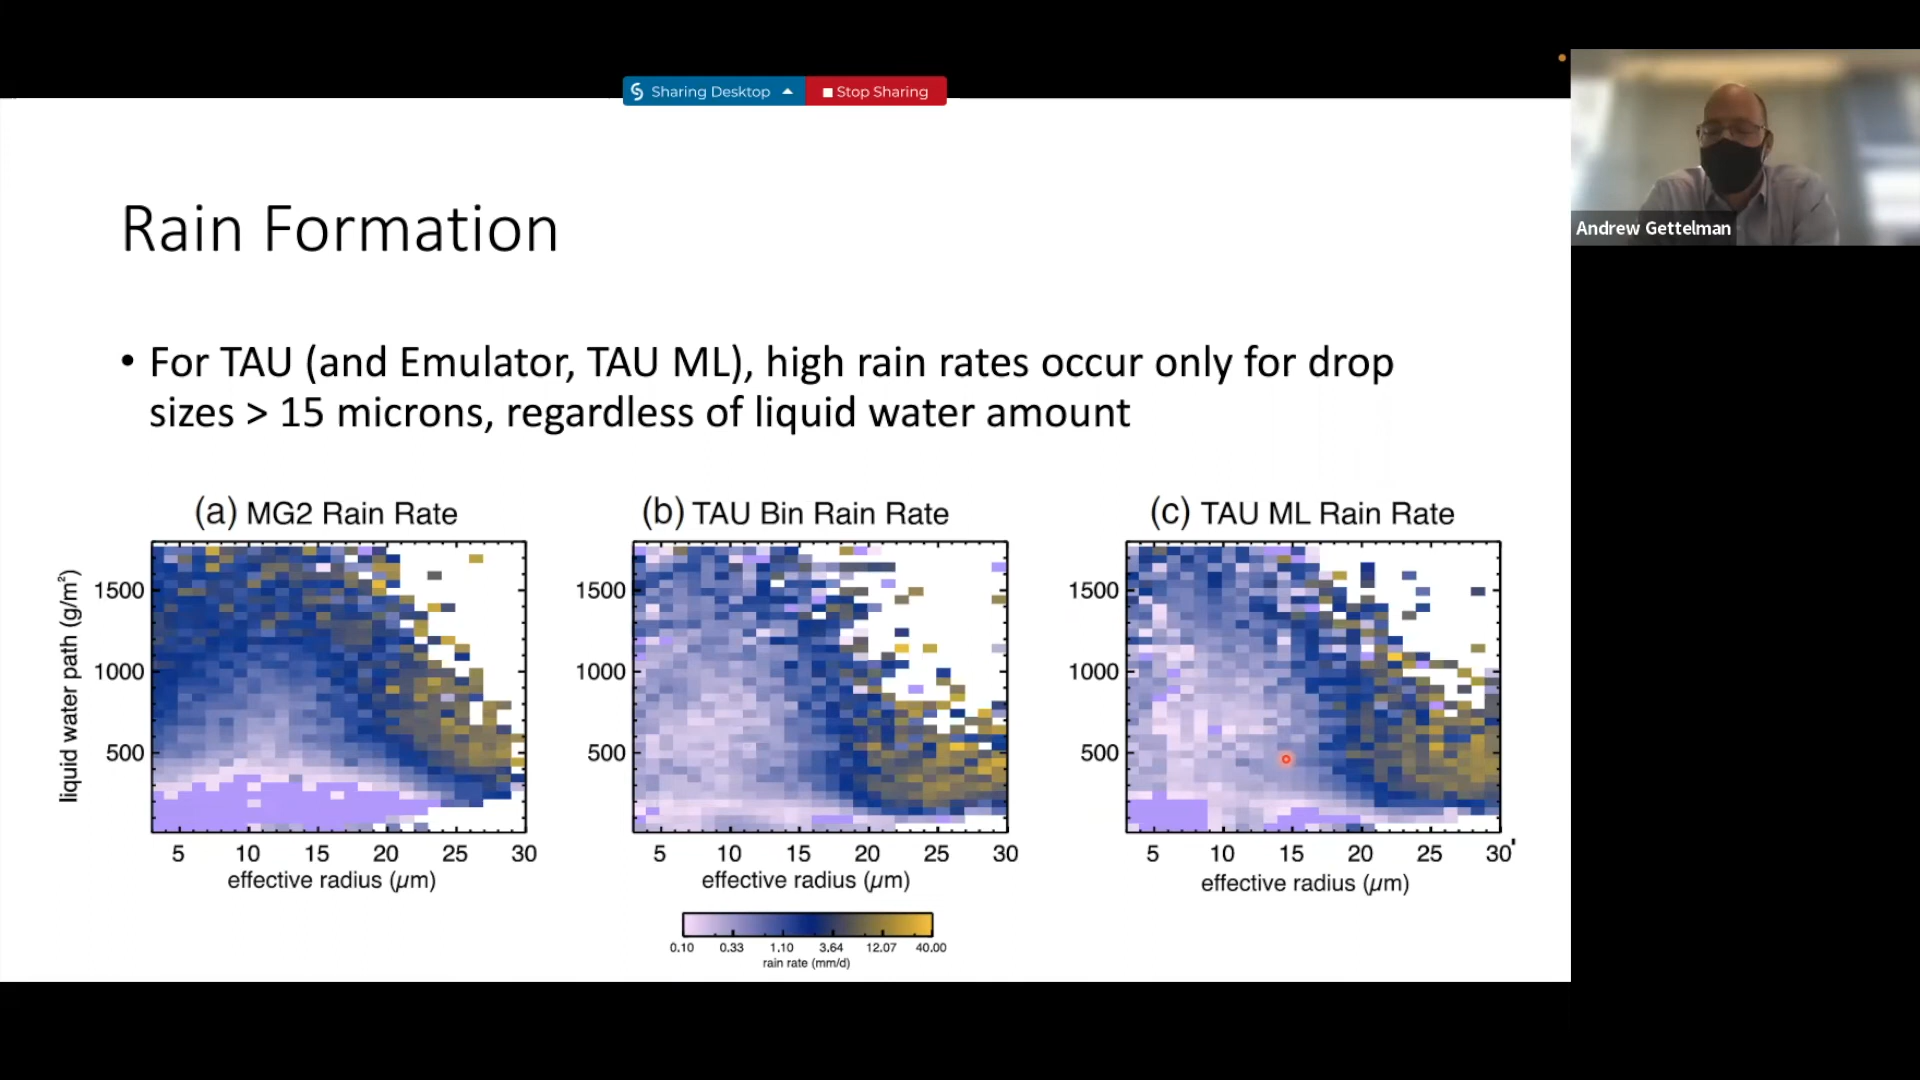 Sharing Desktop
Stop Sharing
Andrew Gettelman
Rain Formation
• For TAU (and Emulator, TAU ML), high rain rates occur only for drop
sizes > 15 microns, regardless of liquid water amount
(a) MG2 Rain Rate
(b) TAU Bin Rain Rate
(c) TAU ML Rain Rate
liquid water path (g/m²)
1500
1000
500
1500
1000
500
1500
1000
500
5 10 15 20 25 30
5 10 15 20 25 30
5 10 15 20 25 30'
effective radius (µm)
effective radius (µm)
effective radius (µm)
0.10 0.33 1.10 3.64 12.07 40.00
rain rate (mm/d)